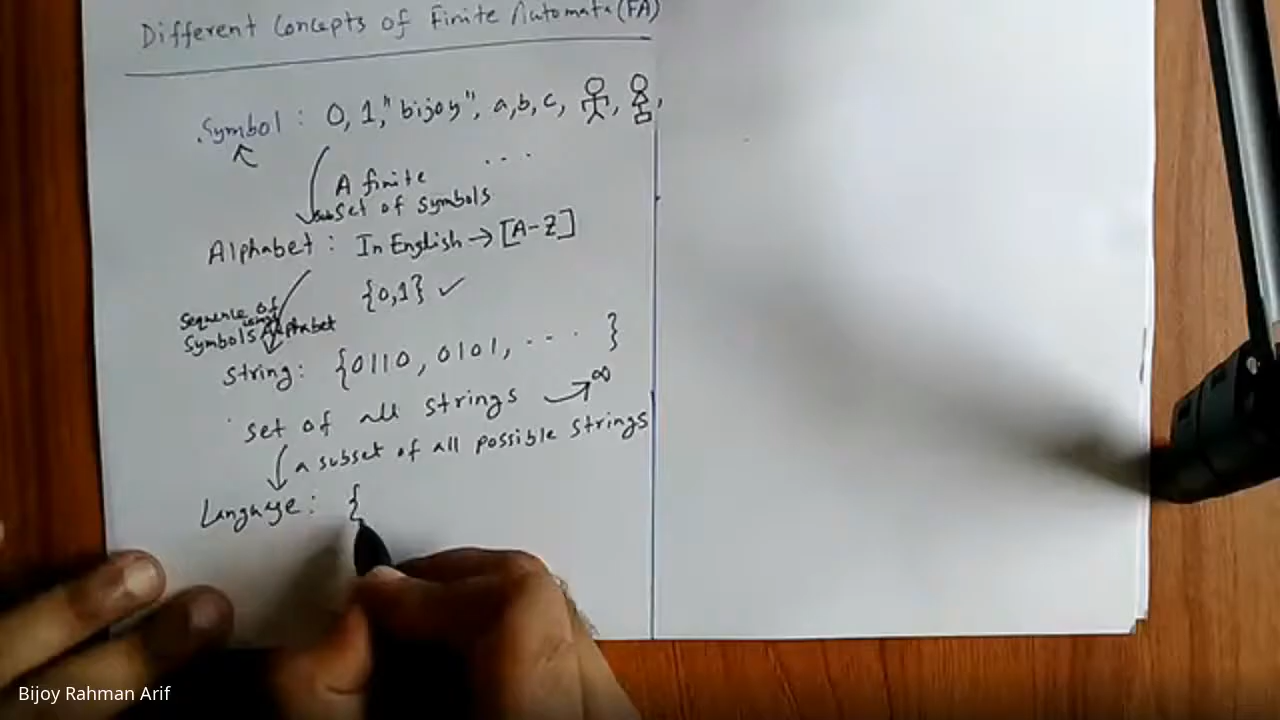 Different Concepts of Finite Automata (FA)
Symbol : 0, 1, "bijoy", a, b, c, , ,
. . .
A finite
subset of symbols
Alphabet : In English → [A-Z]
{0,1} ✓
Sequence of
symbols Alphabet
String: {0110, 0101, . . . }
set of all strings → ∞
a subset of all possible strings
Language: {
Bijoy Rahman Arif